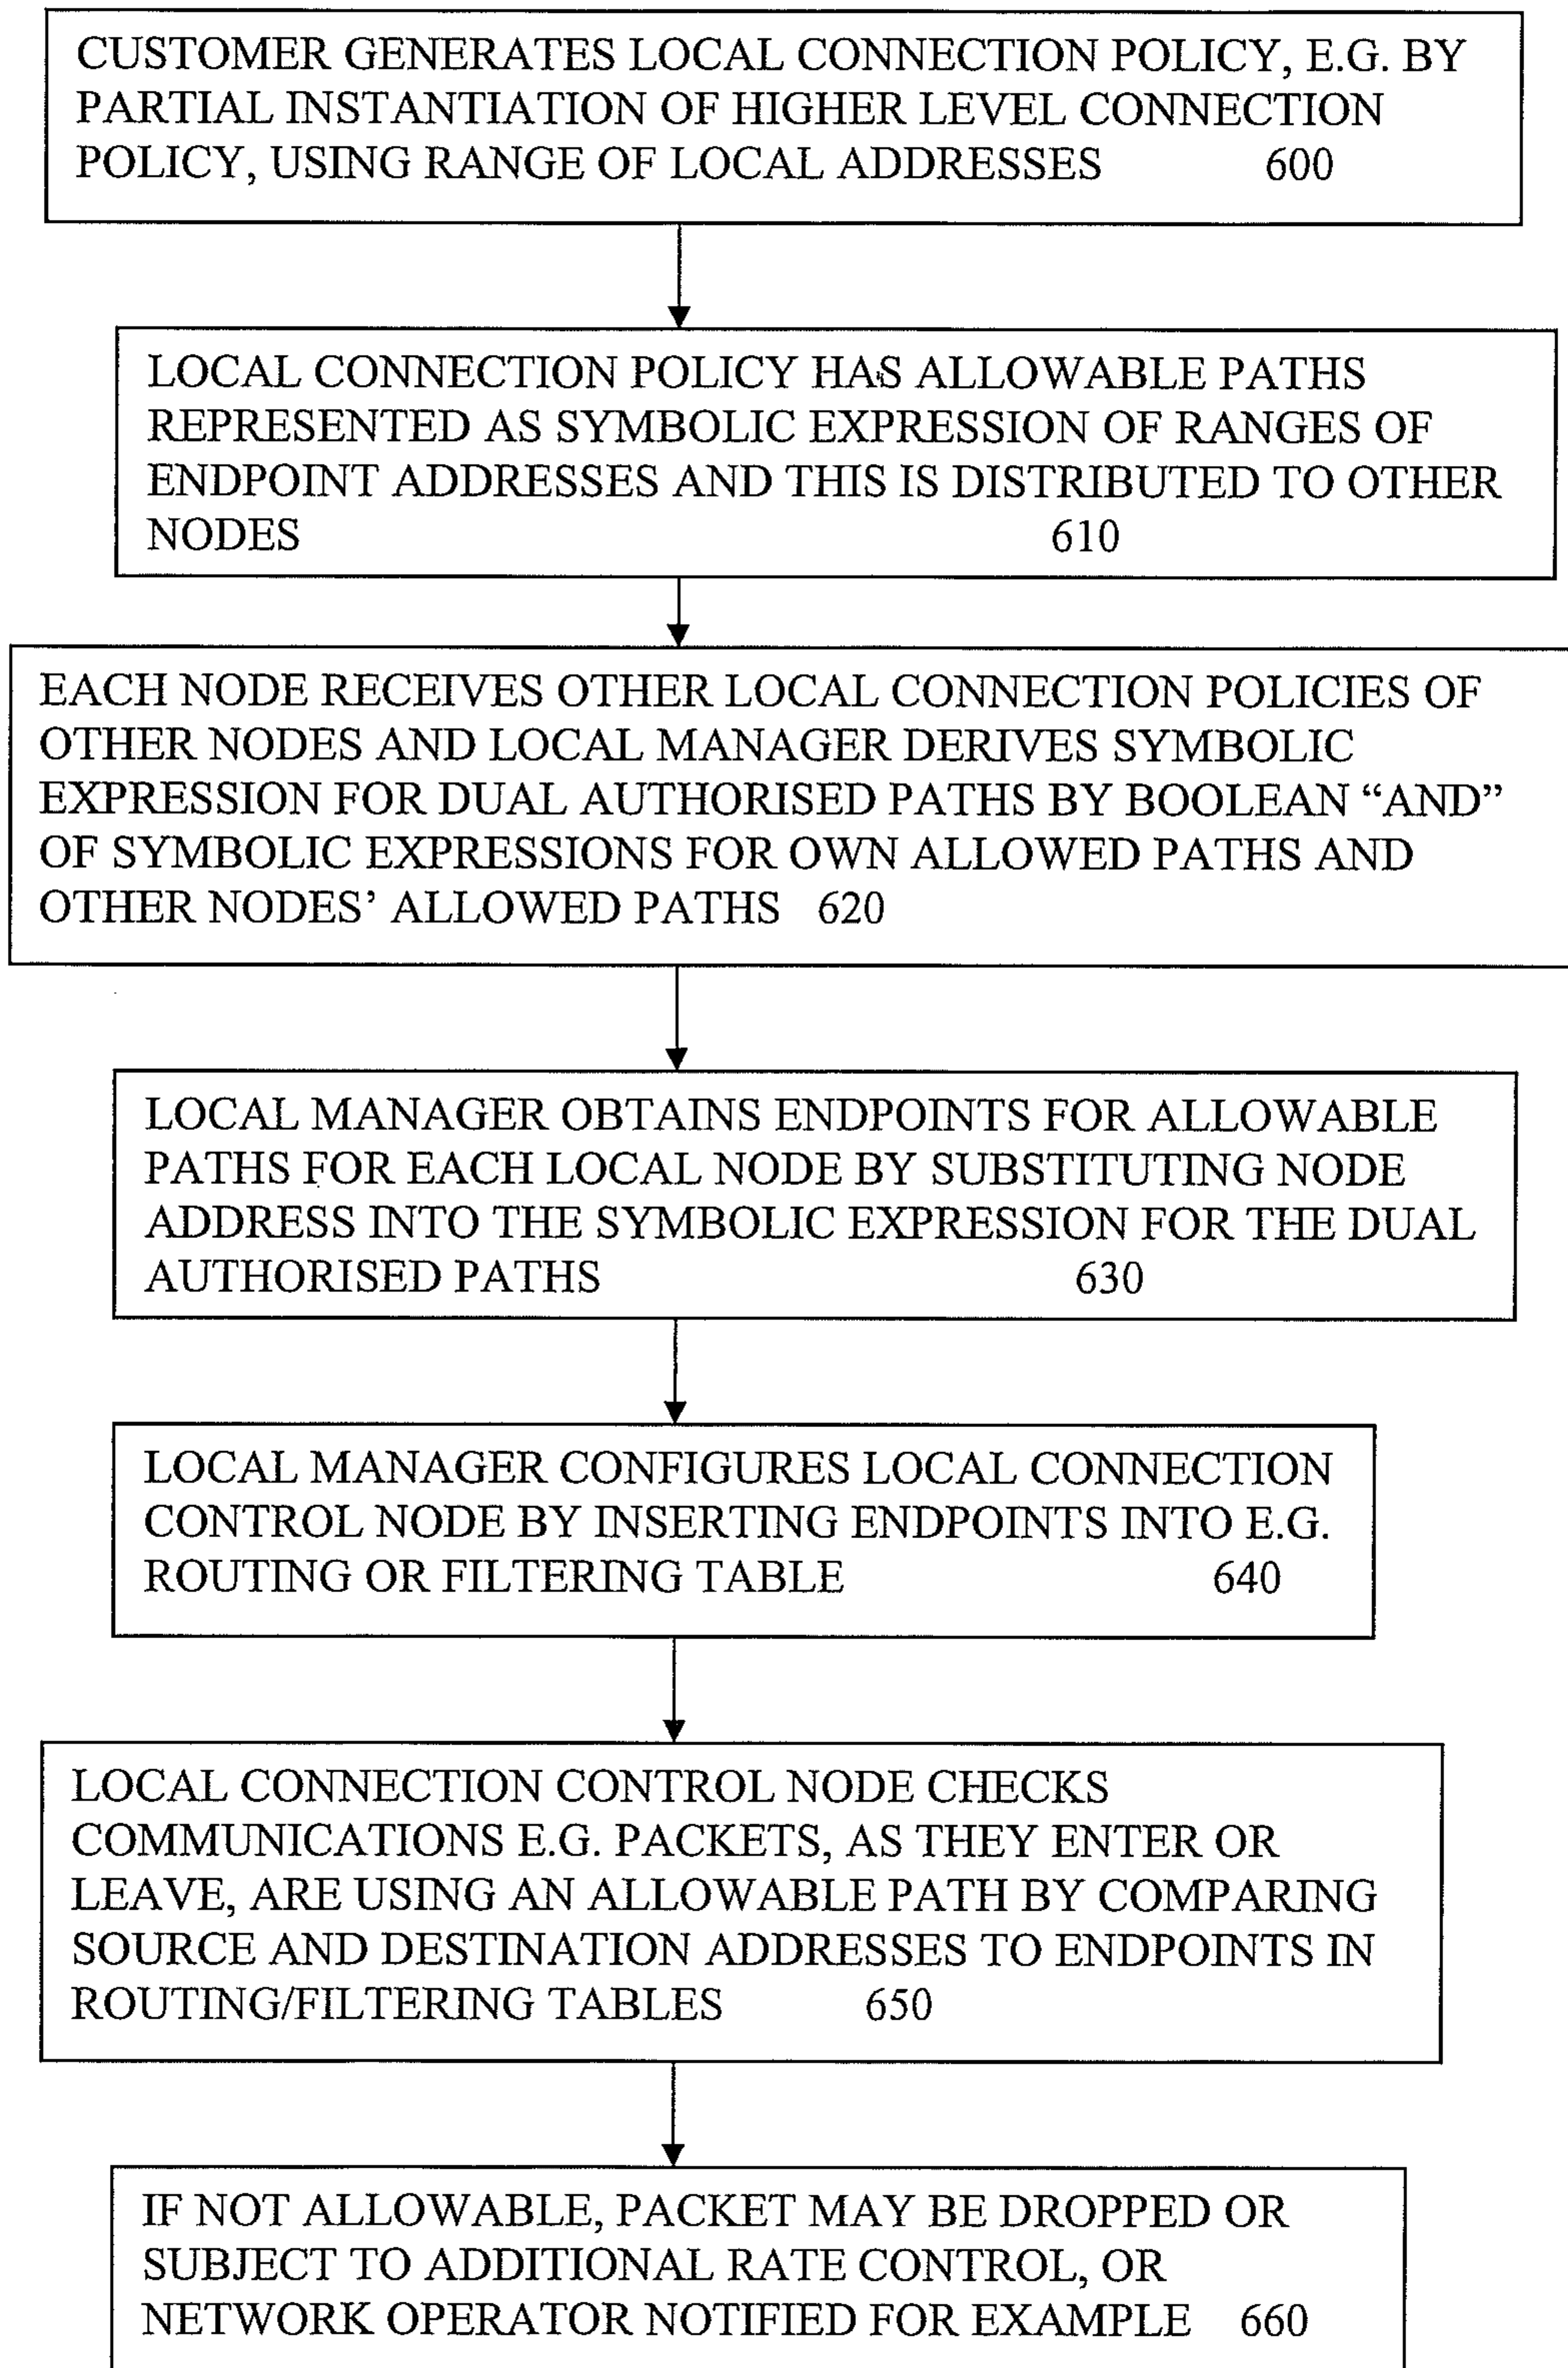 CUSTOMER GENERATES LOCAL CONNECTION POLICY, E.G. BY
PARTIAL INSTANTIATION OF HIGHER LEVEL CONNECTION
POLICY, USING RANGE OF LOCAL ADDRESSES 600
LOCAL CONNECTION POLICY HAS ALLOWABLE PATHS
REPRESENTED AS SYMBOLIC EXPRESSION OF RANGES OF
ENDPOINT ADDRESSES AND THIS IS DISTRIBUTED TO OTHER
NODES 610
EACH NODE RECEIVES OTHER LOCAL CONNECTION POLICIES OF
OTHER NODES AND LOCAL MANAGER DERIVES SYMBOLIC
EXPRESSION FOR DUAL AUTHORISED PATHS BY BOOLEAN “AND”
OF SYMBOLIC EXPRESSIONS FOR OWN ALLOWED PATHS AND
OTHER NODES’ ALLOWED PATHS 620
LOCAL MANAGER OBTAINS ENDPOINTS FOR ALLOWABLE
PATHS FOR EACH LOCAL NODE BY SUBSTITUTING NODE
ADDRESS INTO THE SYMBOLIC EXPRESSION FOR THE DUAL
AUTHORISED PATHS 630
LOCAL MANAGER CONFIGURES LOCAL CONNECTION
CONTROL NODE BY INSERTING ENDPOINTS INTO E.G.
ROUTING OR FILTERING TABLE 640
LOCAL CONNECTION CONTROL NODE CHECKS
COMMUNICATIONS E.G. PACKETS, AS THEY ENTER OR
LEAVE, ARE USING AN ALLOWABLE PATH BY COMPARING
SOURCE AND DESTINATION ADDRESSES TO ENDPOINTS IN
ROUTING/FILTERING TABLES 650
IF NOT ALLOWABLE, PACKET MAY BE DROPPED OR
SUBJECT TO ADDITIONAL RATE CONTROL, OR
NETWORK OPERATOR NOTIFIED FOR EXAMPLE 660